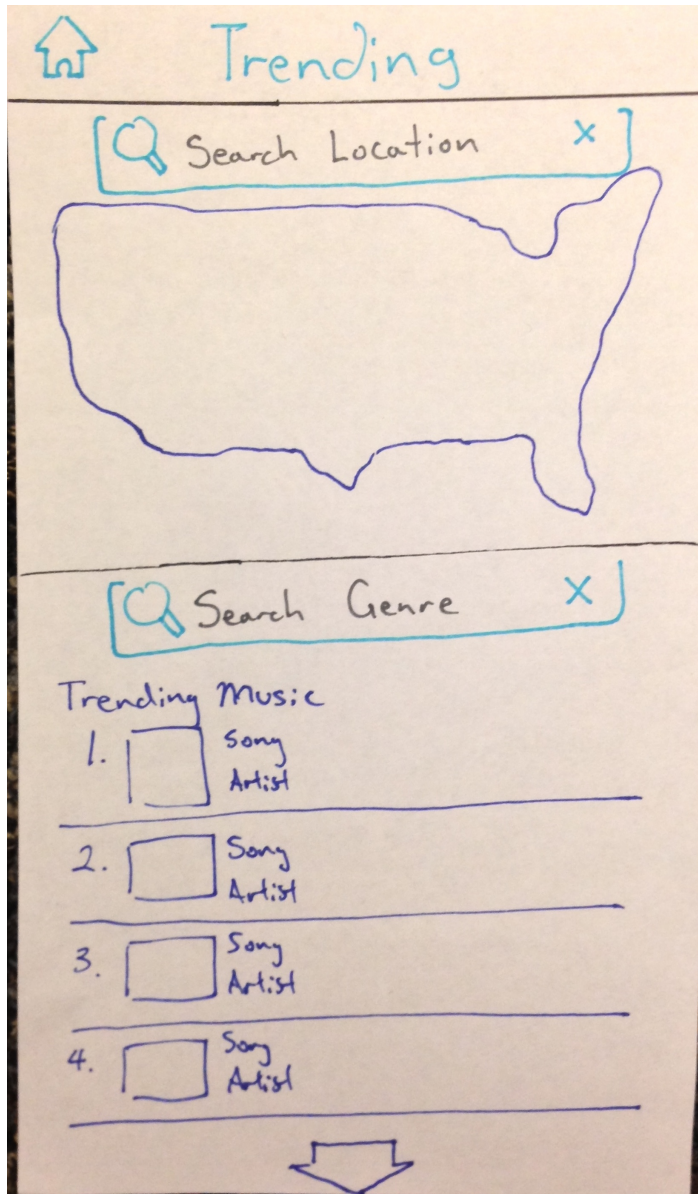 Trending
Search Location X
Search Genre X
Trending Music
1. Song
Artist
2. Song
Artist
3. Song
Artist
4. Song
Artist